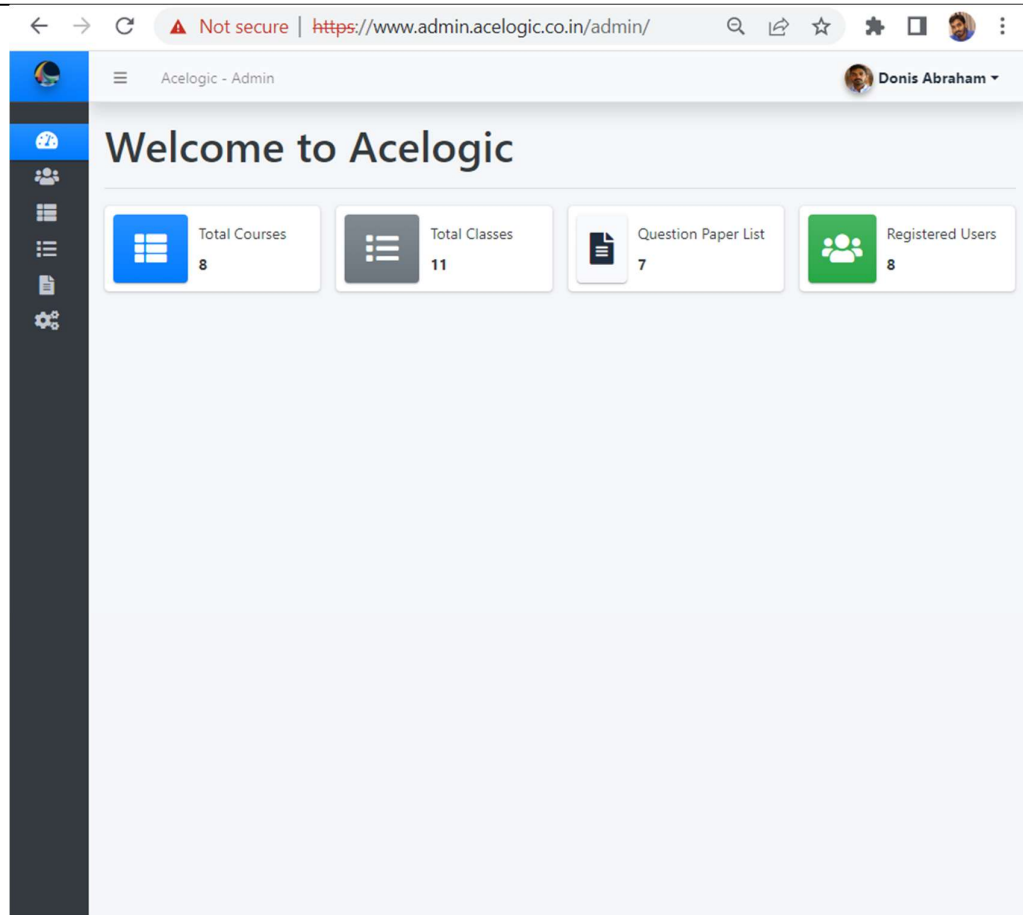 Not secure | https://www.admin.acelogic.co.in/admin/
Acelogic - Admin
Donis Abraham
Welcome to Acelogic
Total Courses
8
Total Classes
11
Question Paper List
7
Registered Users
8